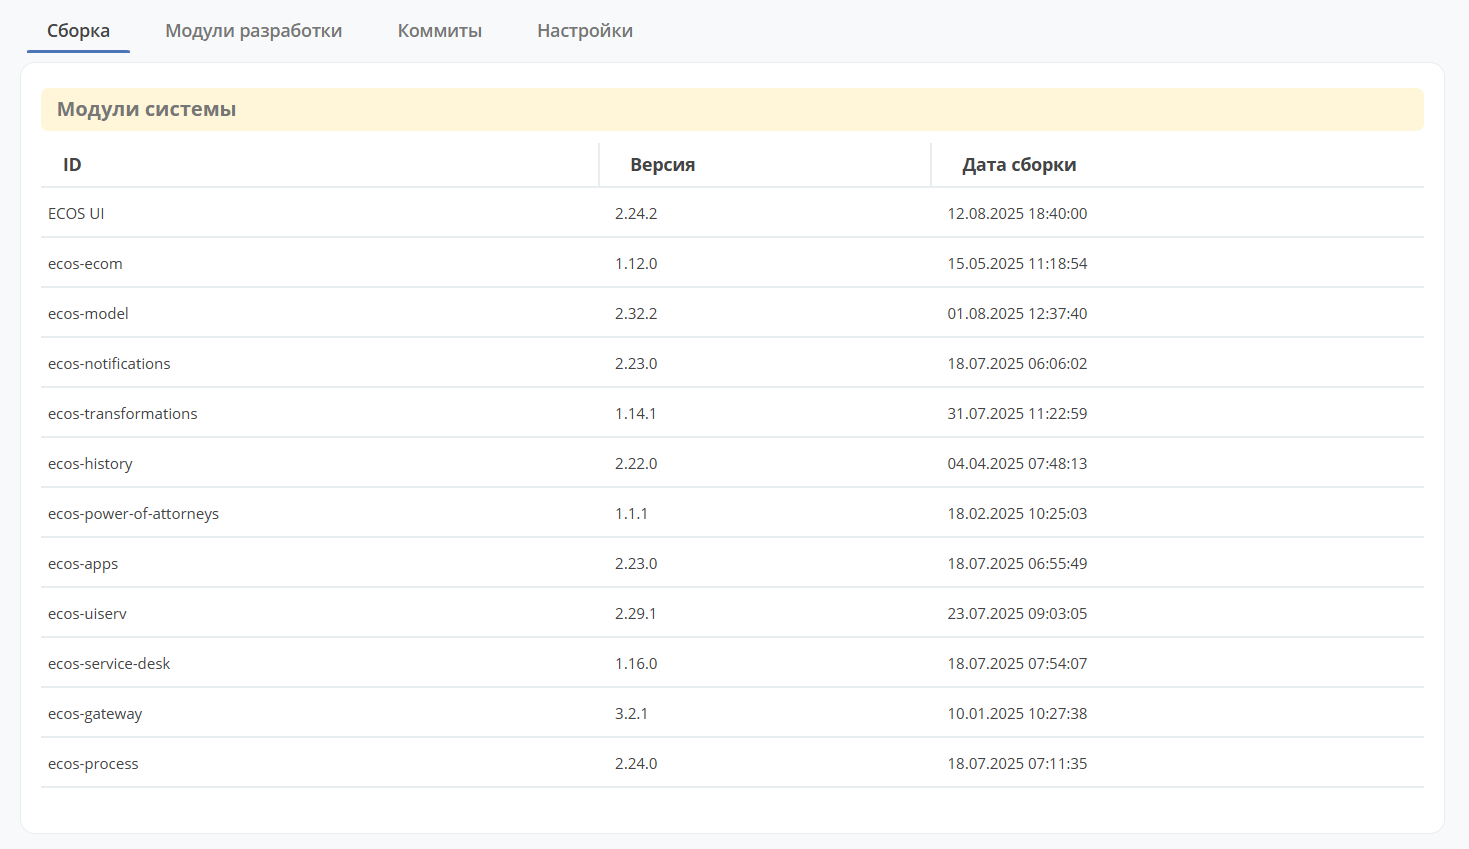 Сборка Модули разработки Коммиты Настройки
Модули системы
ID Версия Дата сборки
ECOS UI 2.24.2 12.08.2025 18:40:00
ecos-ecom 1.12.0 15.05.2025 11:18:54
ecos-model 2.32.2 01.08.2025 12:37:40
ecos-notifications 2.23.0 18.07.2025 06:06:02
ecos-transformations 1.14.1 31.07.2025 11:22:59
ecos-history 2.22.0 04.04.2025 07:48:13
ecos-power-of-attorneys 1.1.1 18.02.2025 10:25:03
ecos-apps 2.23.0 18.07.2025 06:55:49
ecos-uiserv 2.29.1 23.07.2025 09:03:05
ecos-service-desk 1.16.0 18.07.2025 07:54:07
ecos-gateway 3.2.1 10.01.2025 10:27:38
ecos-process 2.24.0 18.07.2025 07:11:35